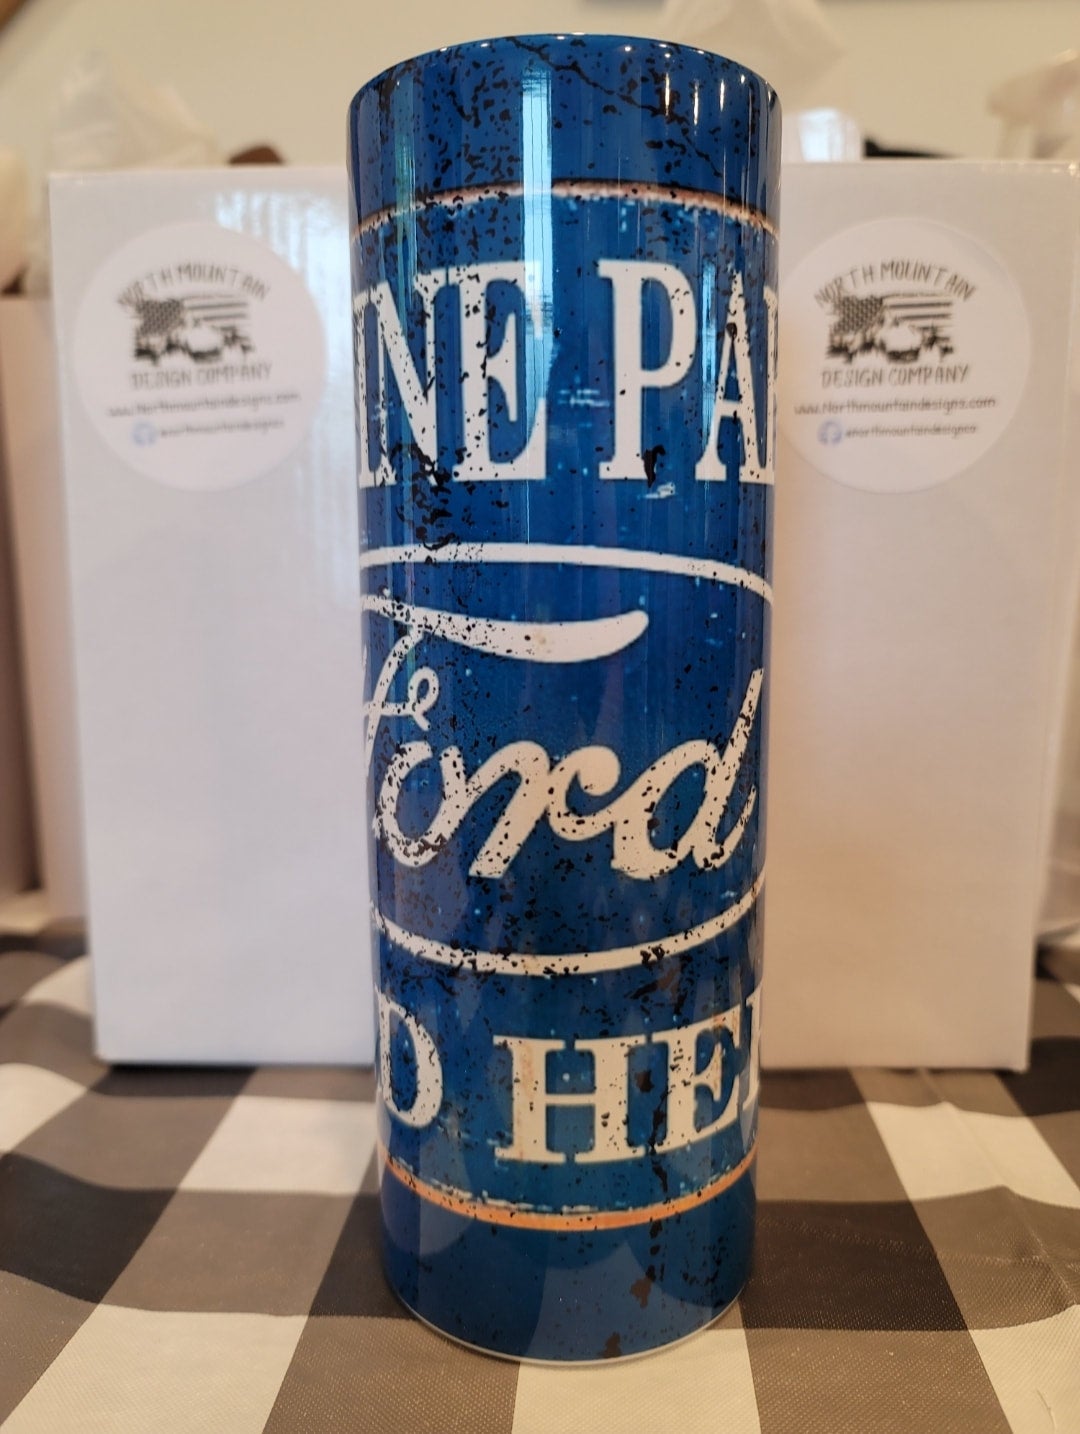 INE PA
Ford
D HE
NORTH MOUNTAIN
DESIGN COMPANY
www.Northmountaindesigns.com
@northmountaindesignco
NORTH MOUNTAIN
DESIGN COMPANY
www.Northmountaindesigns.com
@northmountaindesignco